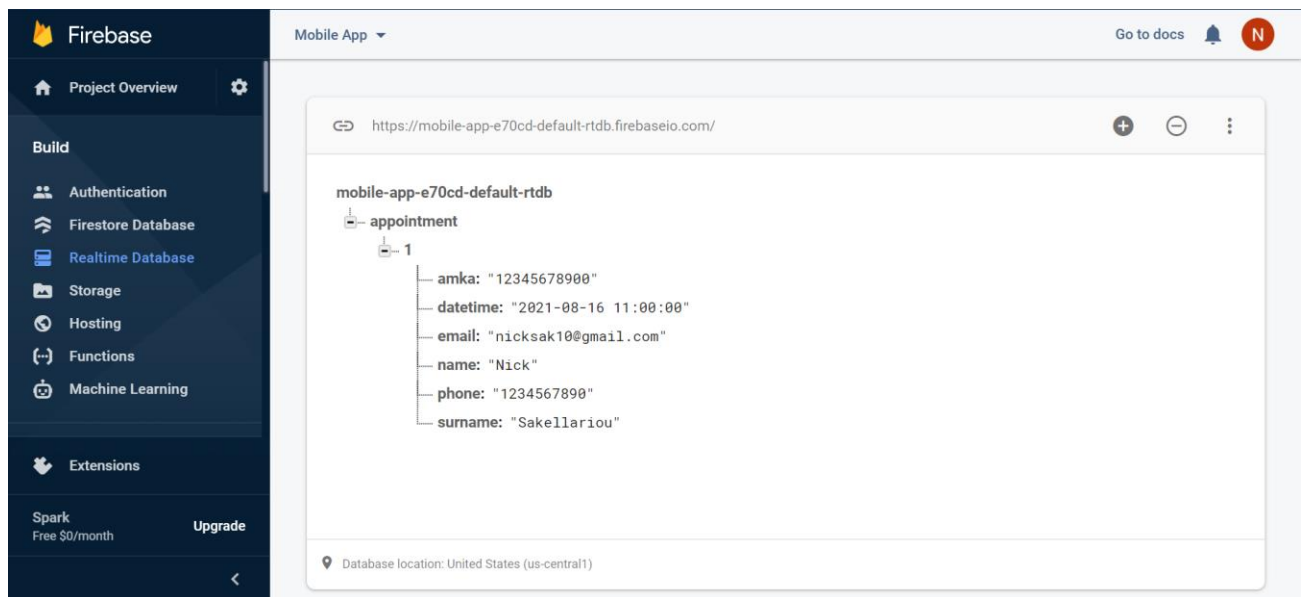 Firebase
Project Overview
Build
Authentication
Firestore Database
Realtime Database
Storage
Hosting
Functions
Machine Learning
Extensions
Spark
Free $0/month
Upgrade
Mobile App
Go to docs
N
https://mobile-app-e70cd-default-rtdb.firebaseio.com/
mobile-app-e70cd-default-rtdb
appointment
1
amka: "12345678900"
datetime: "2021-08-16 11:00:00"
email: "nicksak10@gmail.com"
name: "Nick"
phone: "1234567890"
surname: "Sakellariou"
Database location: United States (us-central1)